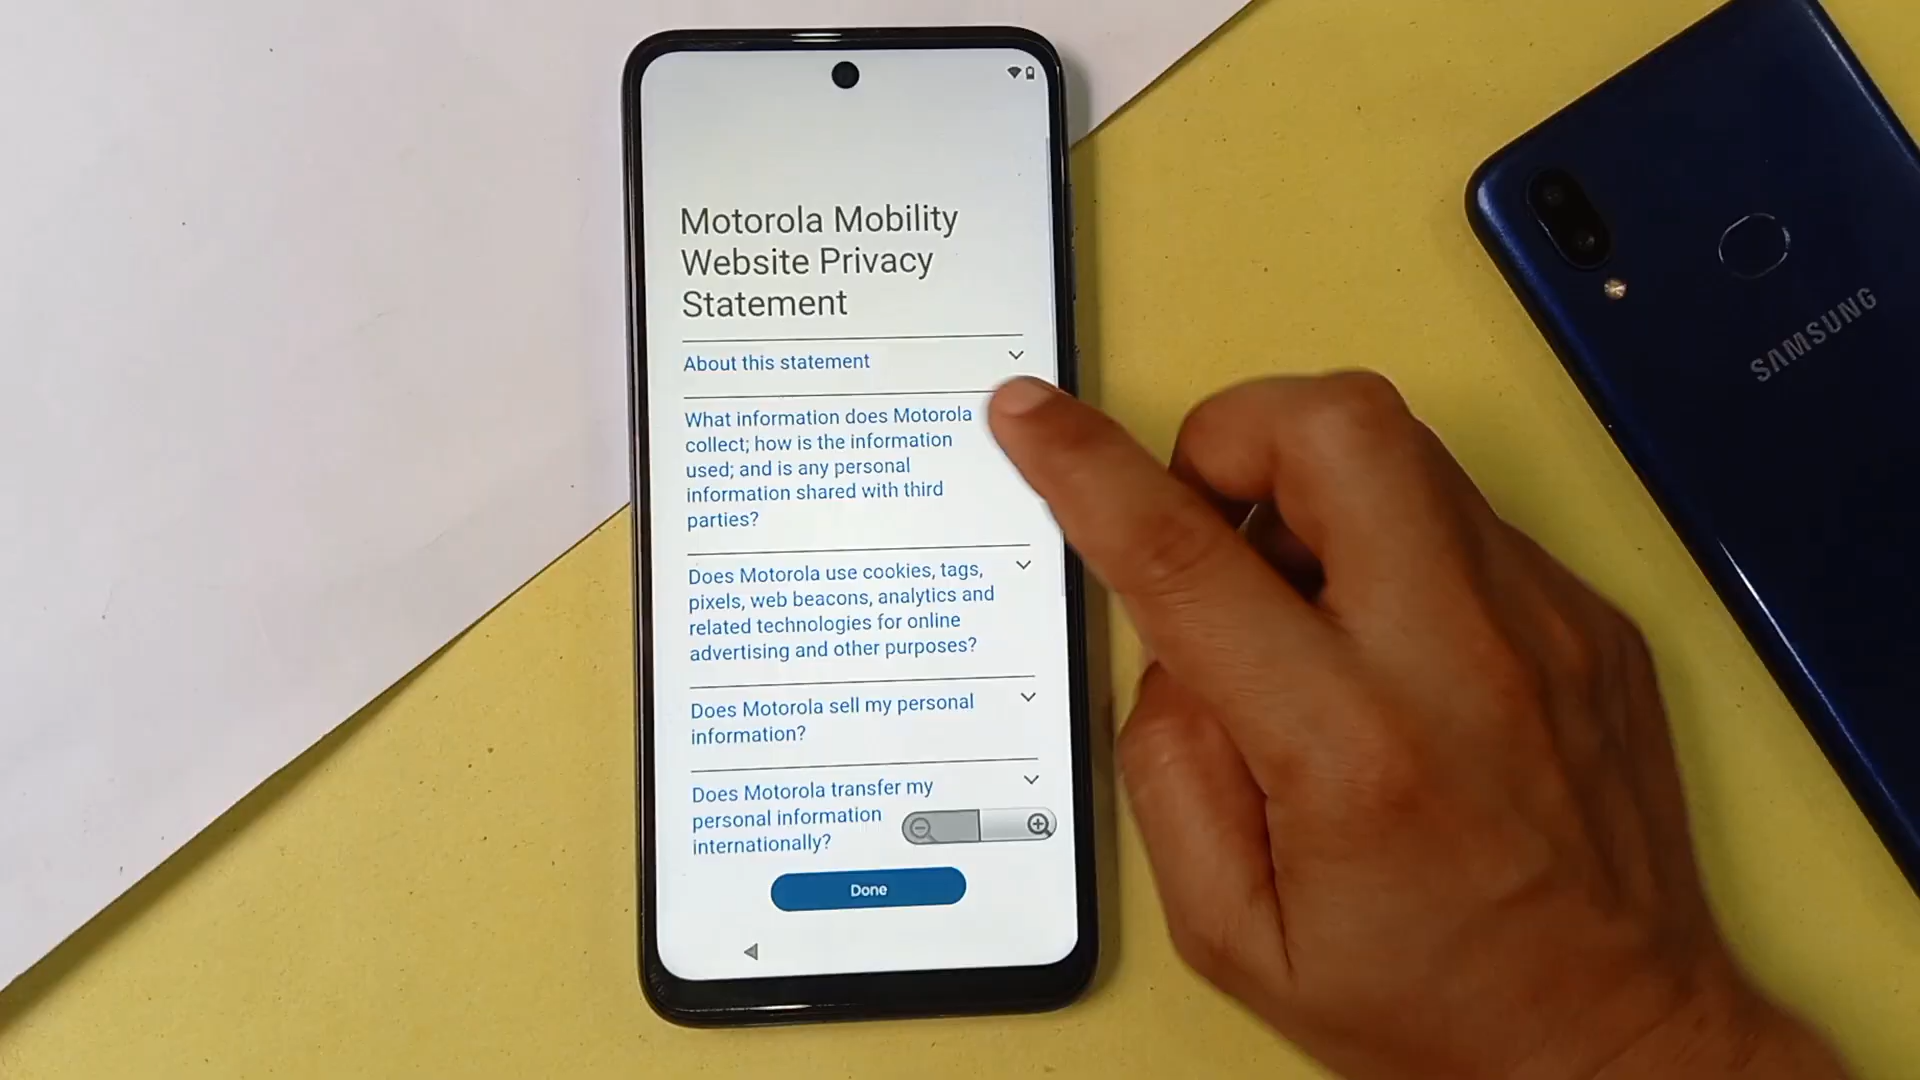 Motorola Mobility
Website Privacy
Statement
About this statement
What information does Motorola
collect; how is the information
used; and is any personal
information shared with third
parties?
Does Motorola use cookies, tags,
pixels, web beacons, analytics and
related technologies for online
advertising and other purposes?
Does Motorola sell my personal
information?
Does Motorola transfer my
personal information
internationally?
Done
SAMSUNG